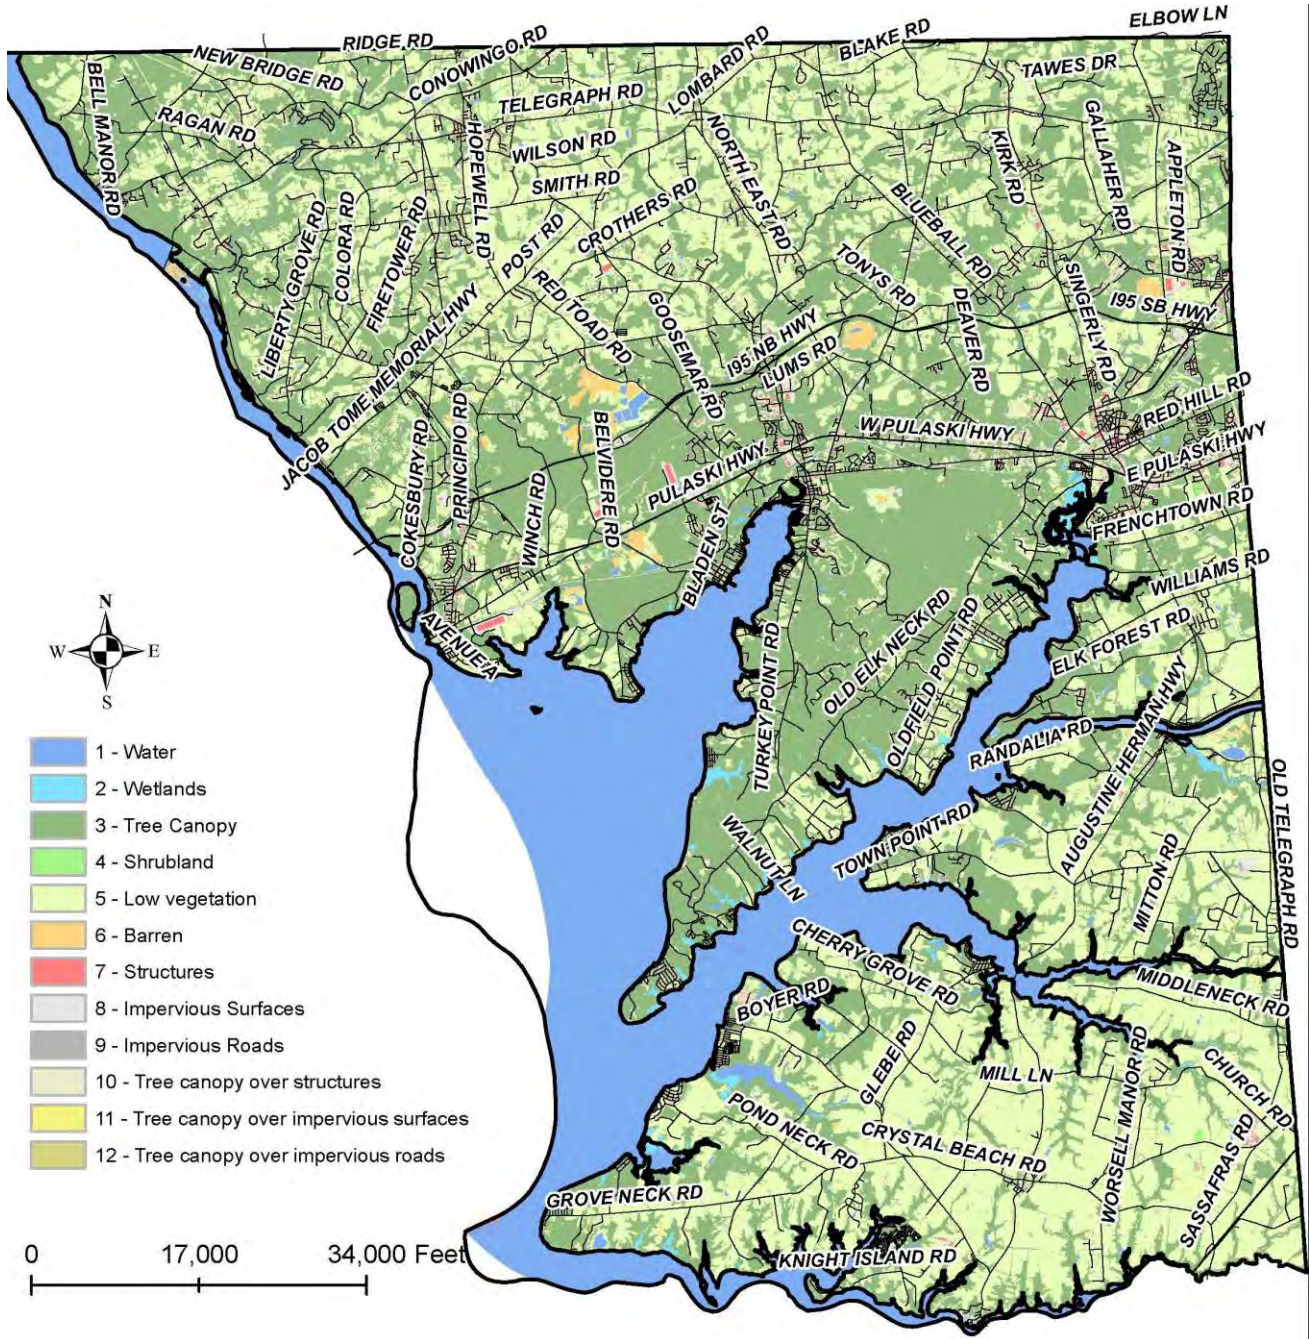 ELBOW LN
RIDGE RD
BLAKE RD
CONOWINGO RD
LOMBARD RD
NEW BRIDGE RD
TAWES DR
BELL MANOR RD
TELEGRAPH RD
RAGAN RD
GALLAHER RD
HOPEWELL RD
WILSON RD
NORTH EAST RD
KIRK RD
APPLETON RD
SMITH RD
CROTHERS RD
BLUEBALL RD
LIBERTY GROVE RD
COLORA RD
FIRETOWER RD
POST RD
TONYS RD
RED TOAD RD
GOOSEMAR RD
DEAVER RD
SINGERLY RD
I95 SB HWY
I95 NB HWY
LUMS RD
JACOB TOME MEMORIAL HWY
RED HILL RD
COKESBURY RD
PRINCIPIO RD
BELVIDERE RD
W PULASKI HWY
E PULASKI HWY
PULASKI HWY
WINCH RD
BLADEN ST
FRENCHTOWN RD
WILLIAMS RD
AVENUE A
TURKEY POINT RD
OLD ELK NECK RD
OLDFIELD POINT RD
ELK FOREST RD
AUGUSTINE HERMAN HWY
RANDALIA RD
OLD TELEGRAPH RD
WALNUT LN
TOWN POINT RD
MITTON RD
CHERRY GROVE RD
MIDDLENECK RD
BOYER RD
GLEBE RD
MILL LN
WORSELL MANOR RD
CHURCH RD
POND NECK RD
CRYSTAL BEACH RD
SASSAFRAS RD
GROVE NECK RD
KNIGHT ISLAND RD
N
W E
S
1 - Water
2 - Wetlands
3 - Tree Canopy
4 - Shrubland
5 - Low vegetation
6 - Barren
7 - Structures
8 - Impervious Surfaces
9 - Impervious Roads
10 - Tree canopy over structures
11 - Tree canopy over impervious surfaces
12 - Tree canopy over impervious roads
0 17,000 34,000 Feet